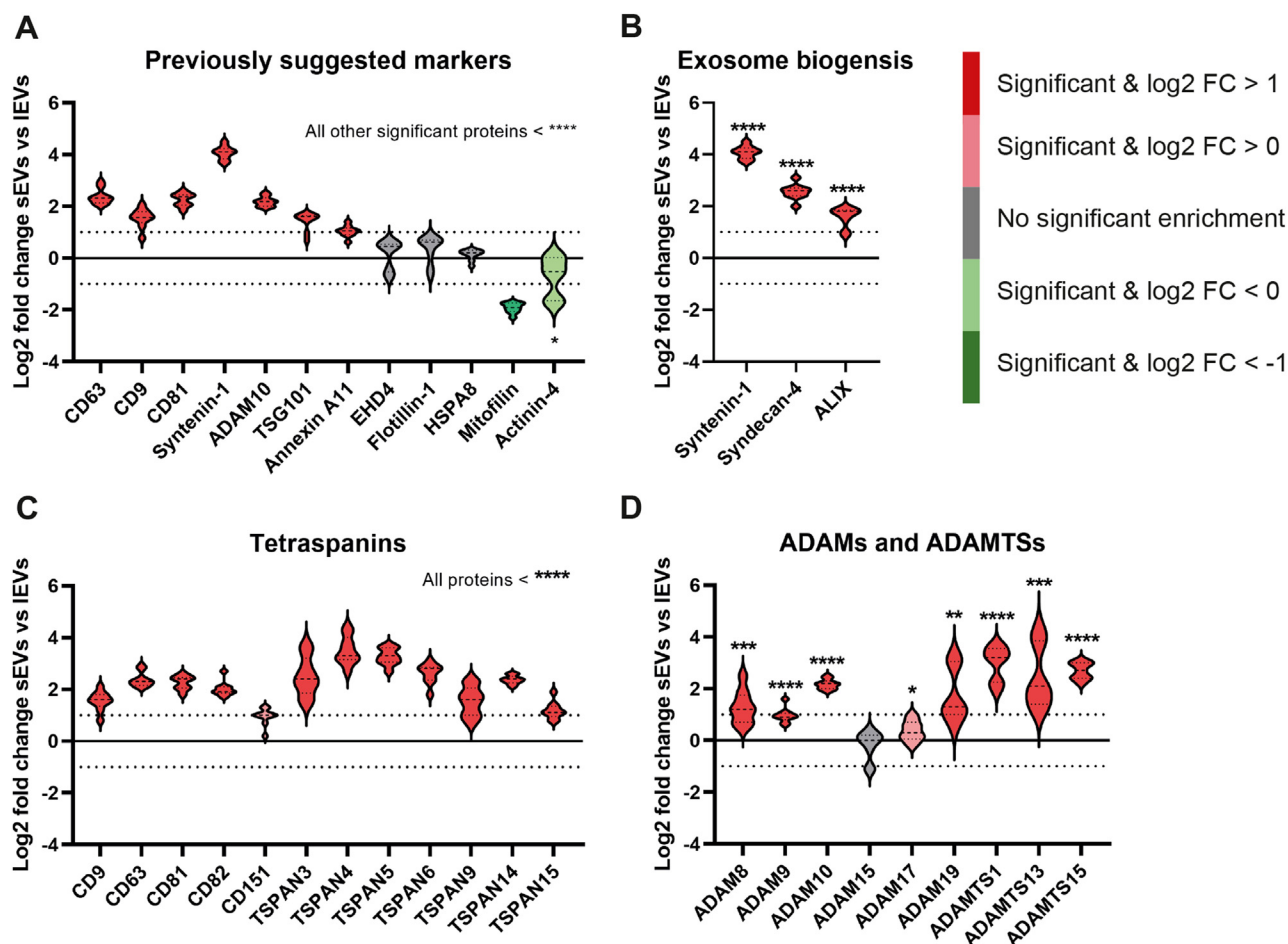 A
Previously suggested markers
All other significant proteins < ****
Log2 fold change sEVs vs lEVs
6
4
2
0
-2
-4
*
CD63
CD9
CD81
Syntenin-1
ADAM10
TSG101
Annexin A11
EHD4
Flotillin-1
HSPA8
Mitofilin
Actinin-4
B
Exosome biogensis
Log2 fold change sEVs vs lEVs
6
4
2
0
-2
-4
****
****
****
Syntenin-1
Syndecan-4
ALIX
Significant & log2 FC > 1
Significant & log2 FC > 0
No significant enrichment
Significant & log2 FC < 0
Significant & log2 FC < -1
C
Tetraspanins
All proteins < ****
Log2 fold change sEVs vs lEVs
6
4
2
0
-2
-4
CD9
CD63
CD81
CD82
CD151
TSPAN3
TSPAN4
TSPAN5
TSPAN6
TSPAN9
TSPAN14
TSPAN15
D
ADAMs and ADAMTSs
Log2 fold change sEVs vs lEVs
6
4
2
0
-2
-4
***
****
****
*
**
****
***
****
ADAM8
ADAM9
ADAM10
ADAM15
ADAM17
ADAM19
ADAMTS1
ADAMTS13
ADAMTS15